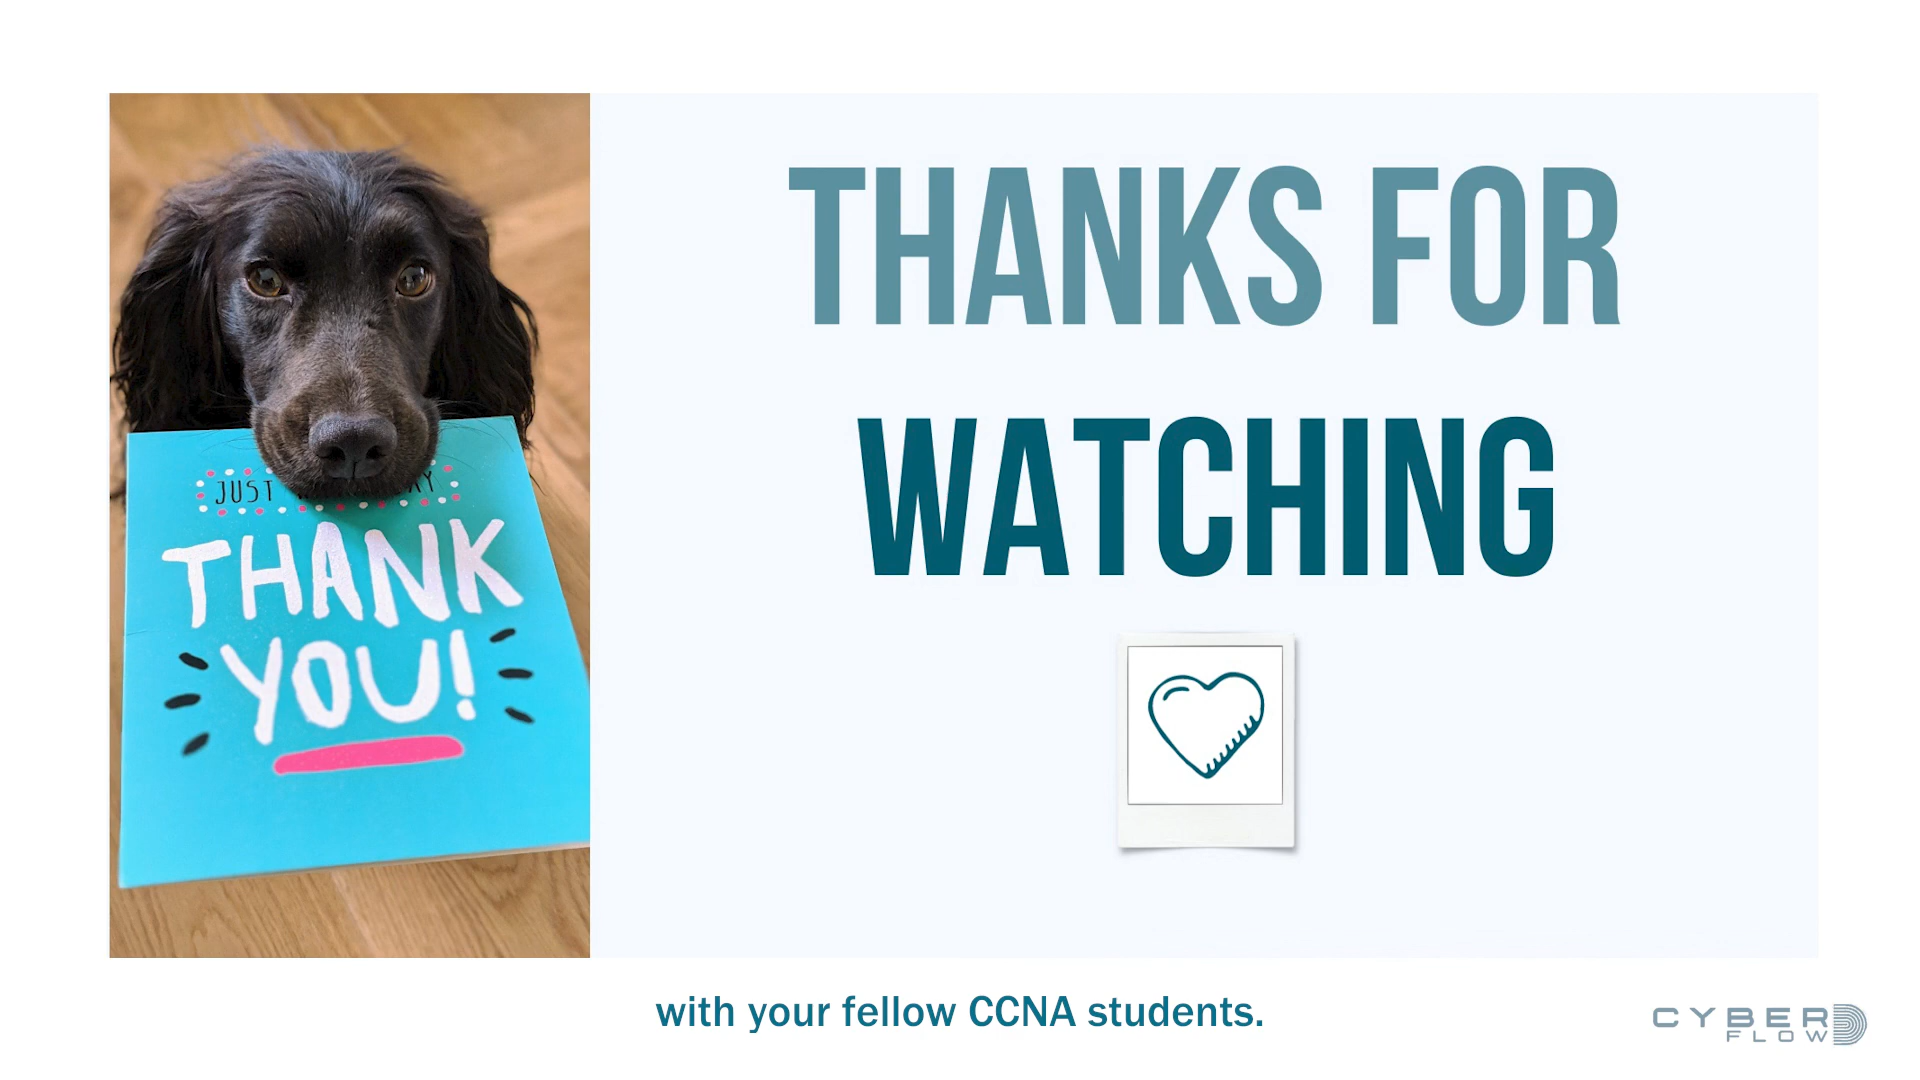 JUST
THANK
YOU!
THANKS FOR
WATCHING
with your fellow CCNA students.
CYBER
FLOW